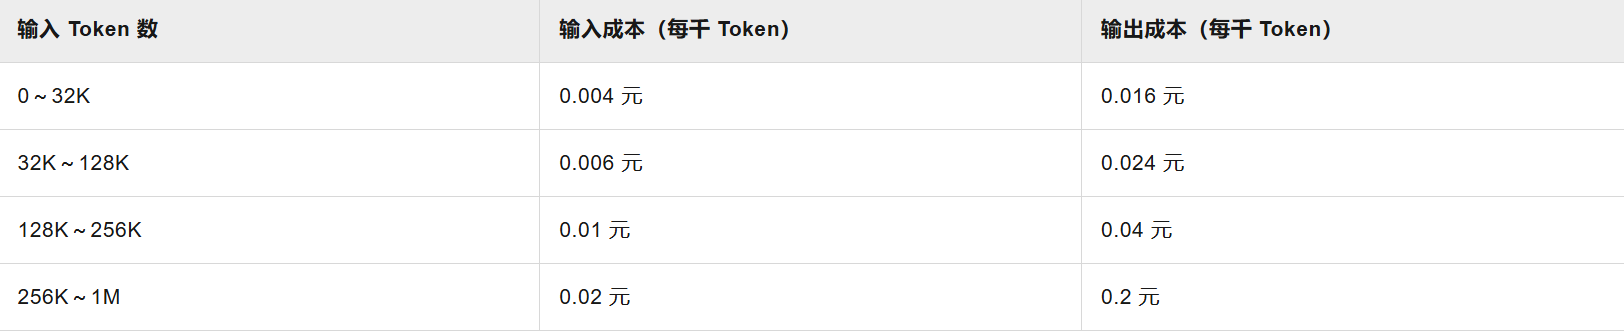 输入 Token 数 输入成本（每千 Token） 输出成本（每千 Token）
0～32K 0.004 元 0.016 元
32K～128K 0.006 元 0.024 元
128K～256K 0.01 元 0.04 元
256K～1M 0.02 元 0.2 元